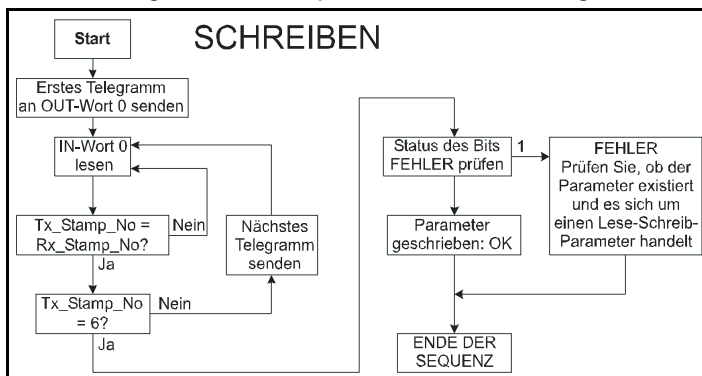 Start
SCHREIBEN
Erstes Telegramm
an OUT-Wort 0 senden
IN-Wort 0
lesen
Tx_Stamp_No =
Rx_Stamp_No?
Nein
Ja
Tx_Stamp_No
= 6?
Nein
Ja
Nächstes
Telegramm
senden
Status des Bits
FEHLER prüfen
1
FEHLER
Prüfen Sie, ob der
Parameter existiert
und es sich um
einen Lese-Schreib-
Parameter handelt
Parameter
geschrieben: OK
ENDE DER
SEQUENZ